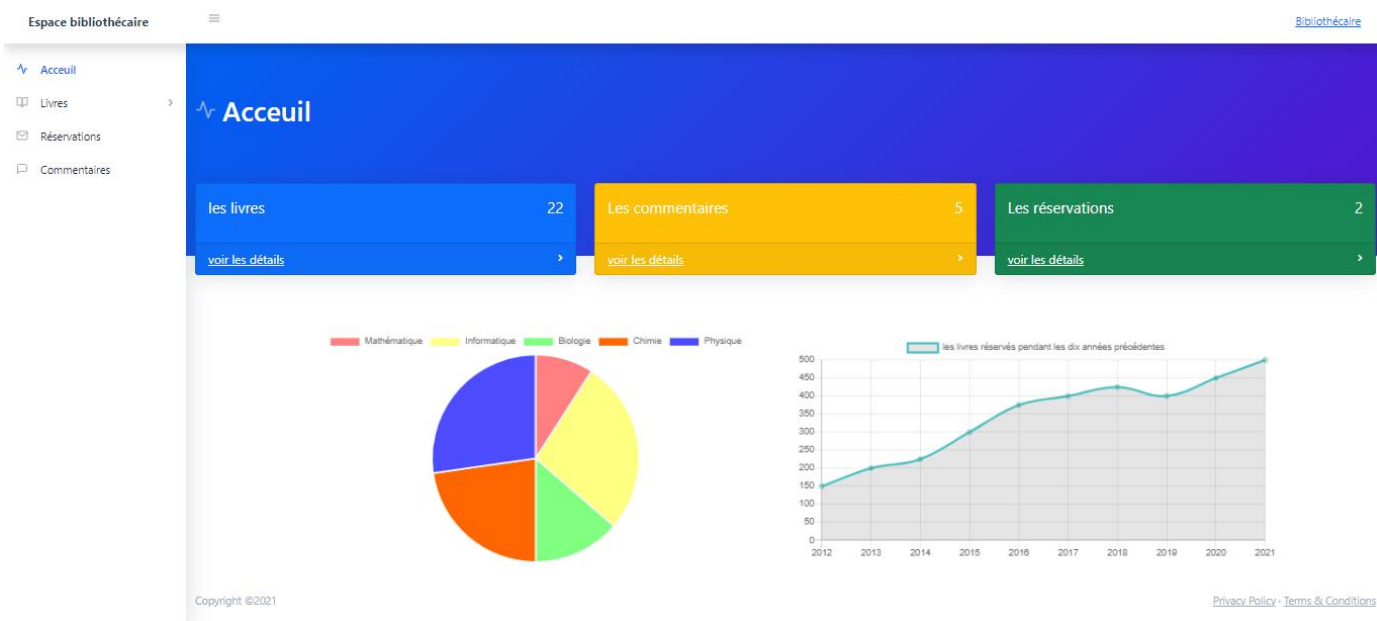 Espace bibliothécaire
Bibliothécaire
Acceuil
Livres
Réservations
Commentaires
Acceuil
les livres 22
voir les détails
Les commentaires 5
voir les détails
Les réservations 2
voir les détails
Mathématique Informatique Biologie Chimie Physique
les livres réservés pendant les dix années précédentes
500
450
400
350
300
250
200
150
100
50
0
2012 2013 2014 2015 2016 2017 2018 2019 2020 2021
Copyright ©2021
Privacy Policy · Terms & Conditions